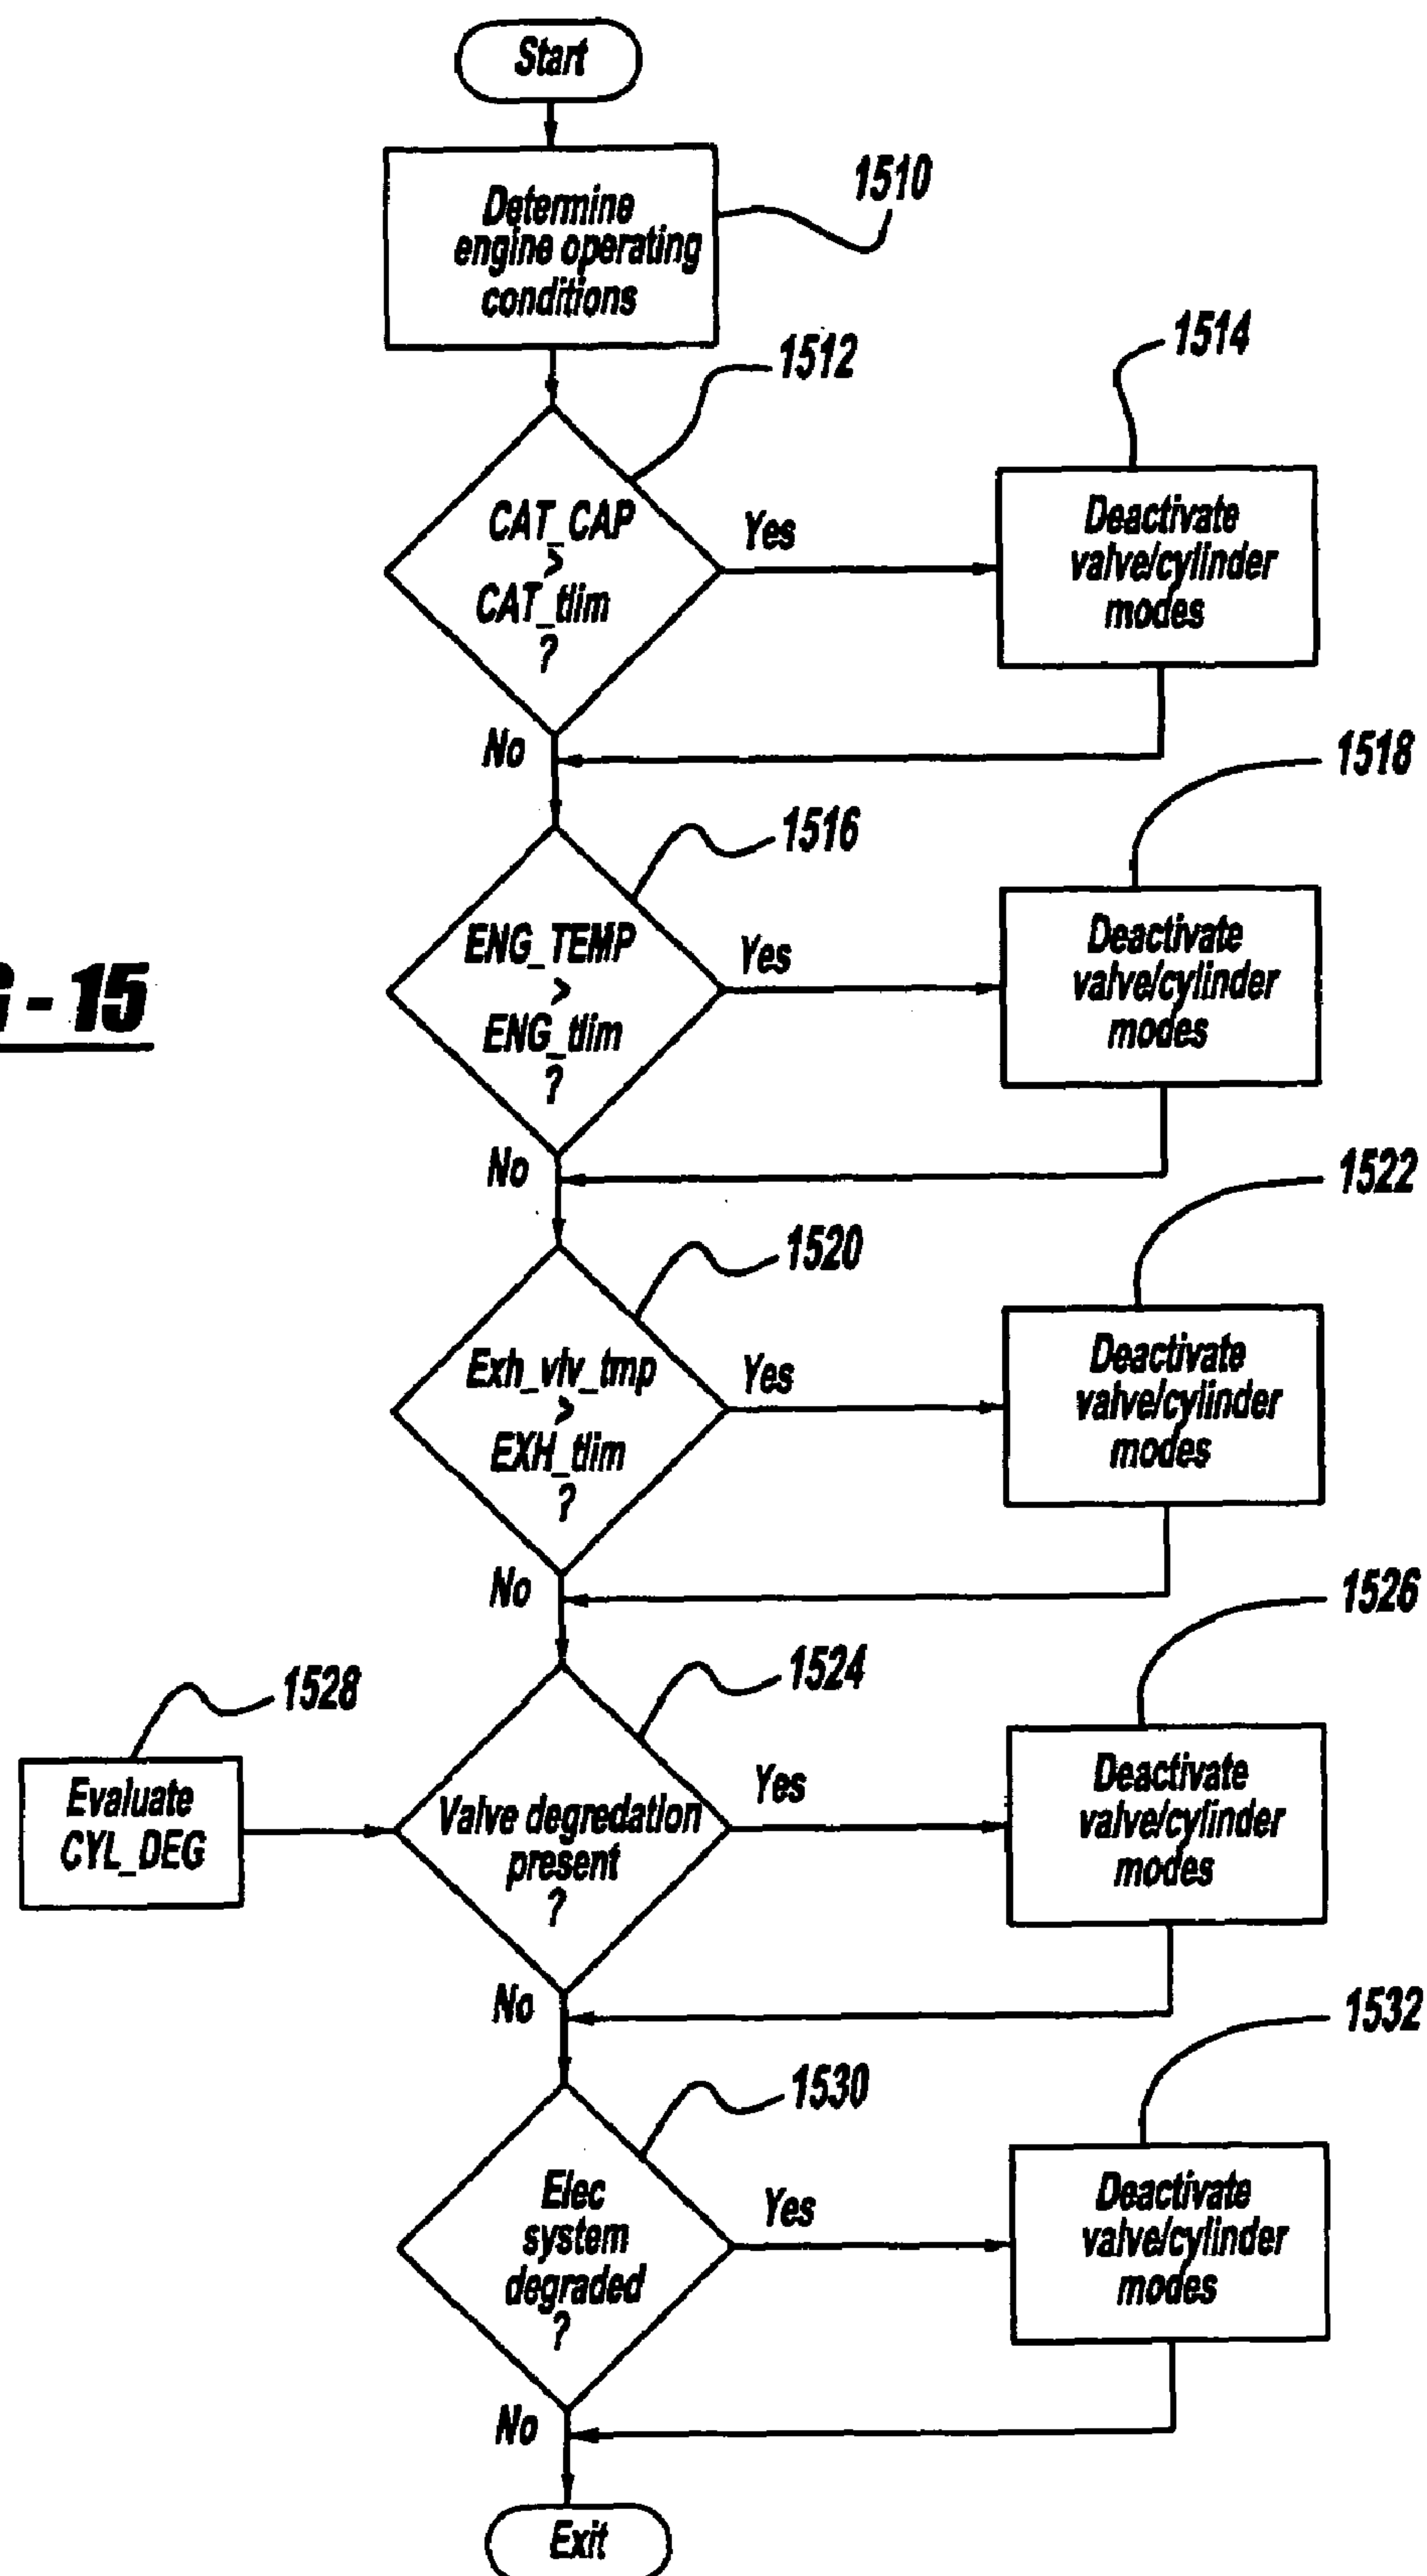 Start
Determine
engine operating
conditions
1510
1512
CAT_CAP
>
CAT_tlim
?
Yes
No
1514
Deactivate
valve/cylinder
modes
1516
ENG_TEMP
>
ENG_tlim
?
Yes
No
1518
Deactivate
valve/cylinder
modes
G - 15
1520
Exh_vlv_tmp
>
EXH_tlim
?
Yes
No
1522
Deactivate
valve/cylinder
modes
1528
Evaluate
CYL_DEG
1524
Valve degredation
present
?
Yes
No
1526
Deactivate
valve/cylinder
modes
1530
Elec
system
degraded
?
Yes
No
1532
Deactivate
valve/cylinder
modes
Exit